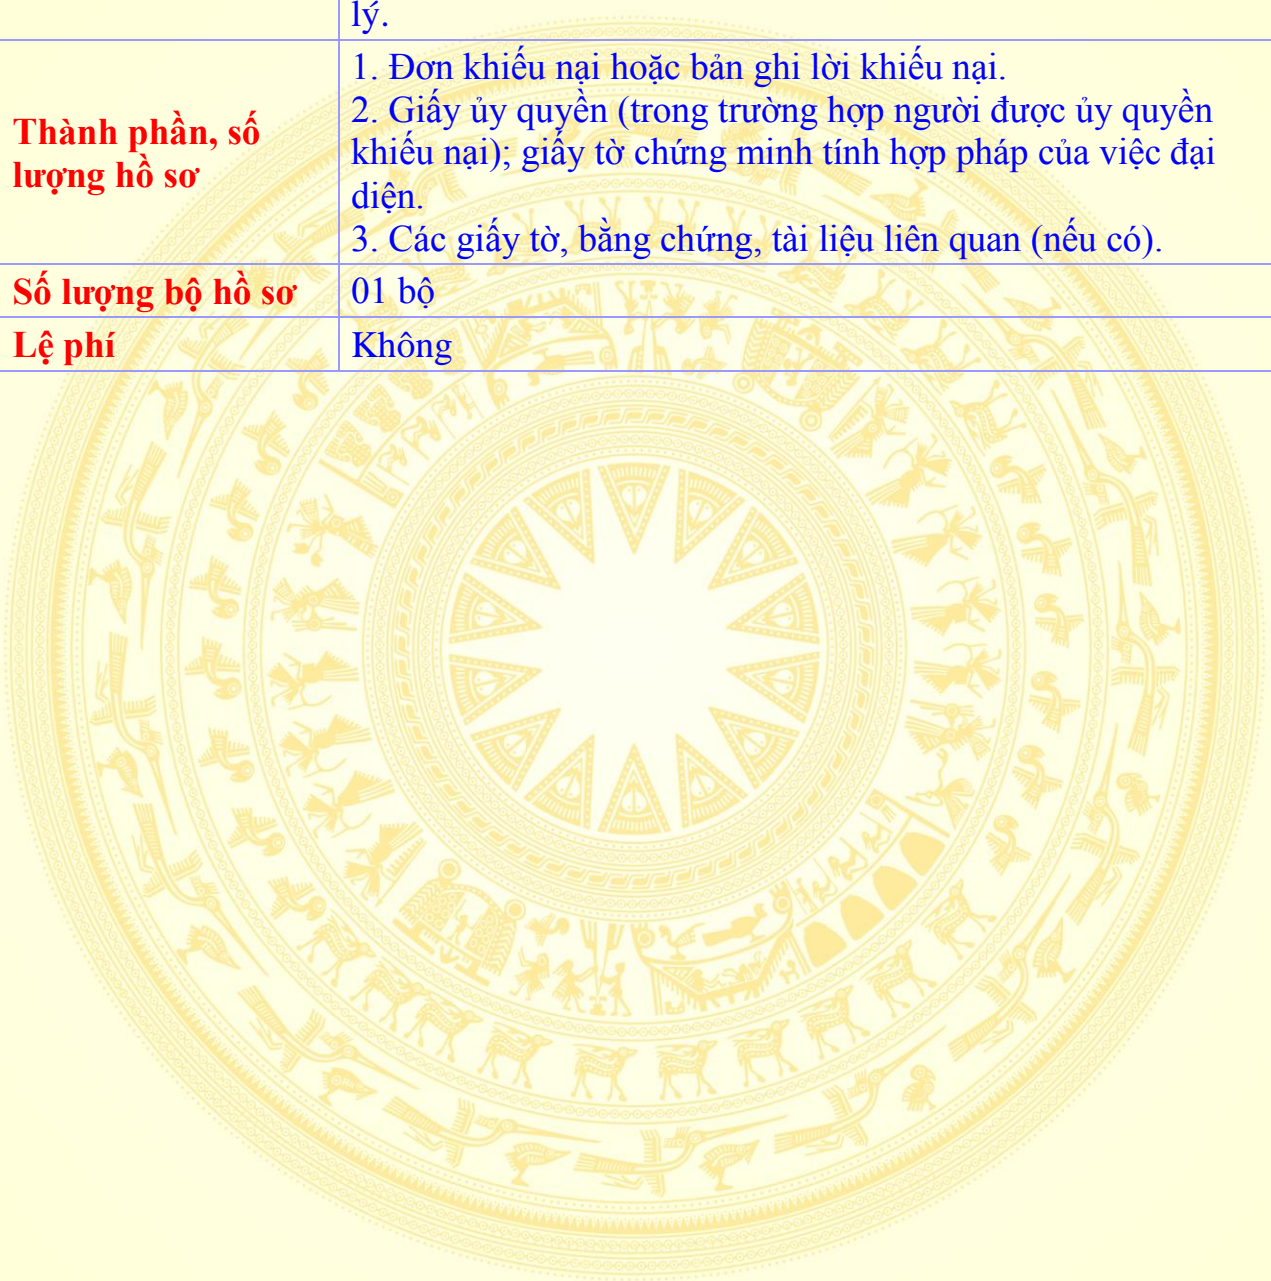 lý.
Thành phần, số
lượng hồ sơ
1. Đơn khiếu nại hoặc bản ghi lời khiếu nại.
2. Giấy ủy quyền (trong trường hợp người được ủy quyền
khiếu nại); giấy tờ chứng minh tính hợp pháp của việc đại
diện.
3. Các giấy tờ, bằng chứng, tài liệu liên quan (nếu có).
Số lượng bộ hồ sơ
01 bộ
Lệ phí
Không